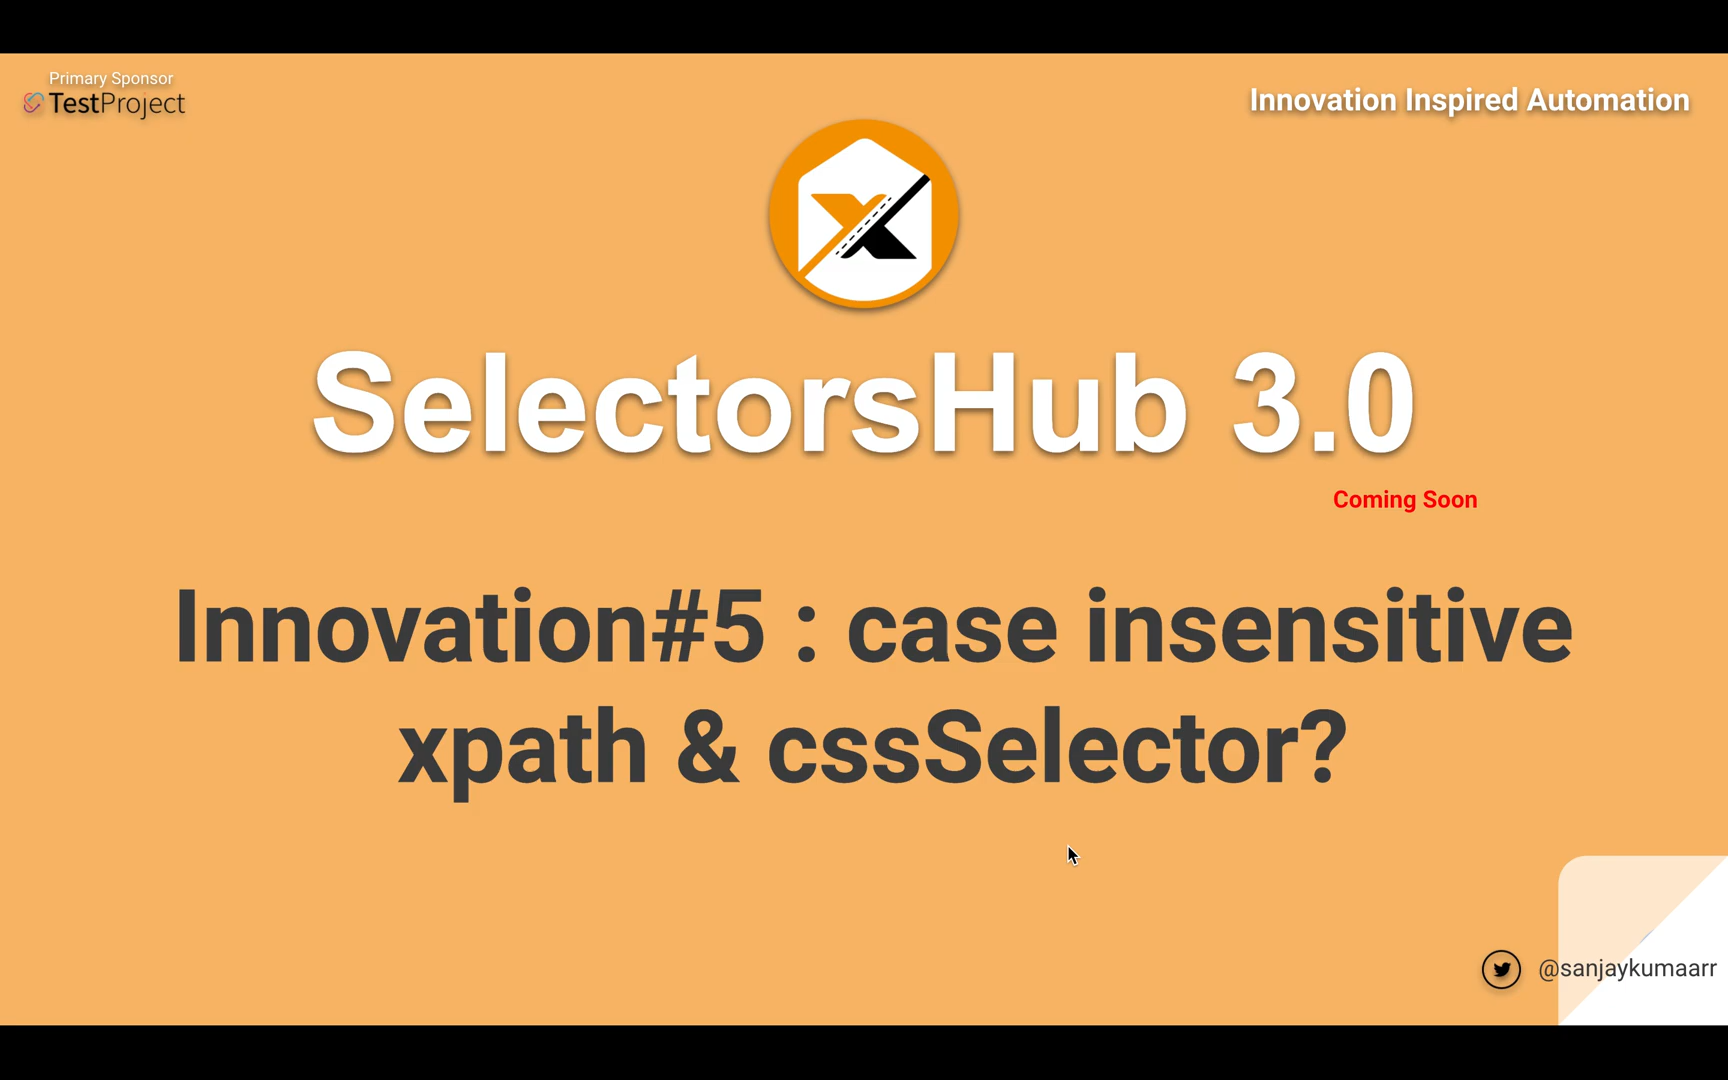 Primary Sponsor
TestProject
Innovation Inspired Automation
SelectorsHub 3.0
Coming Soon
Innovation#5 : case insensitive
xpath & cssSelector?
@sanjaykumaarr